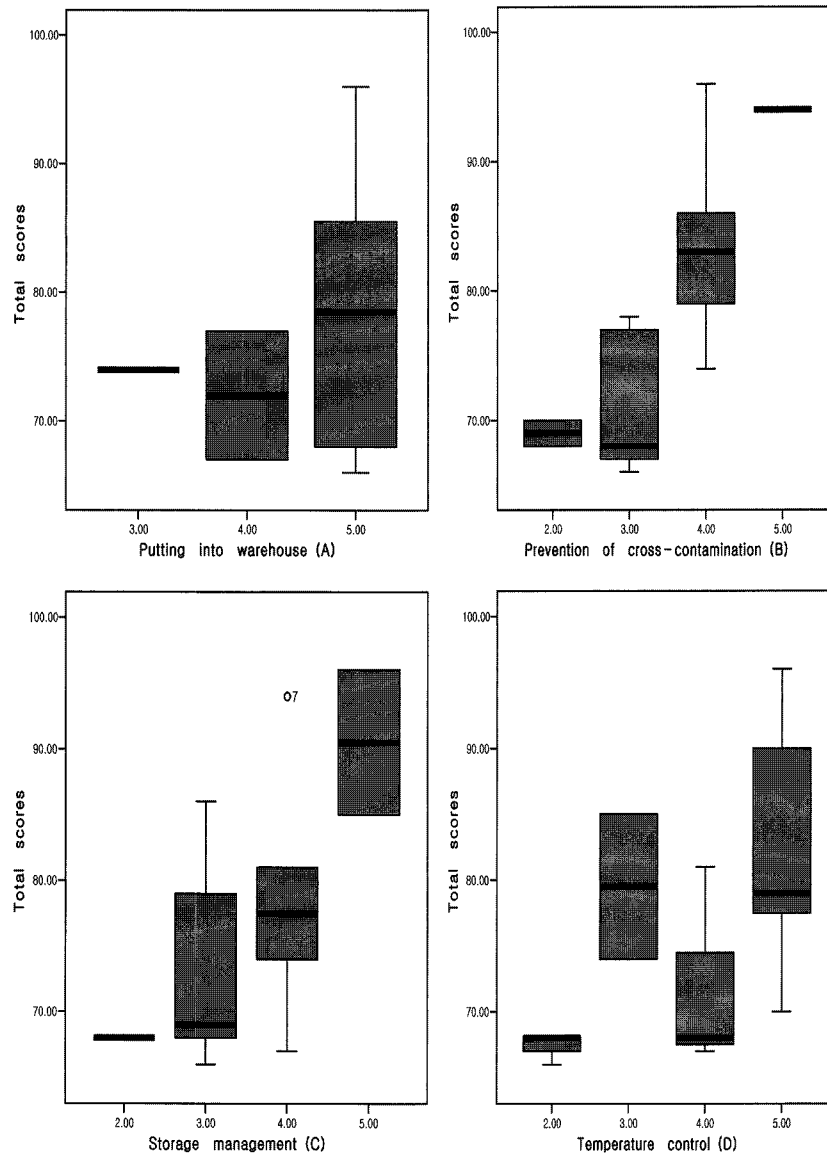 100.00
90.00
80.00
70.00
Total scores
3.00 4.00 5.00
Putting into warehouse (A)
100.00
90.00
80.00
70.00
Total scores
2.00 3.00 4.00 5.00
Prevention of cross-contamination (B)
100.00
90.00
80.00
70.00
Total scores
7
2.00 3.00 4.00 5.00
Storage management (C)
100.00
90.00
80.00
70.00
Total scores
2.00 3.00 4.00 5.00
Temperature control (D)